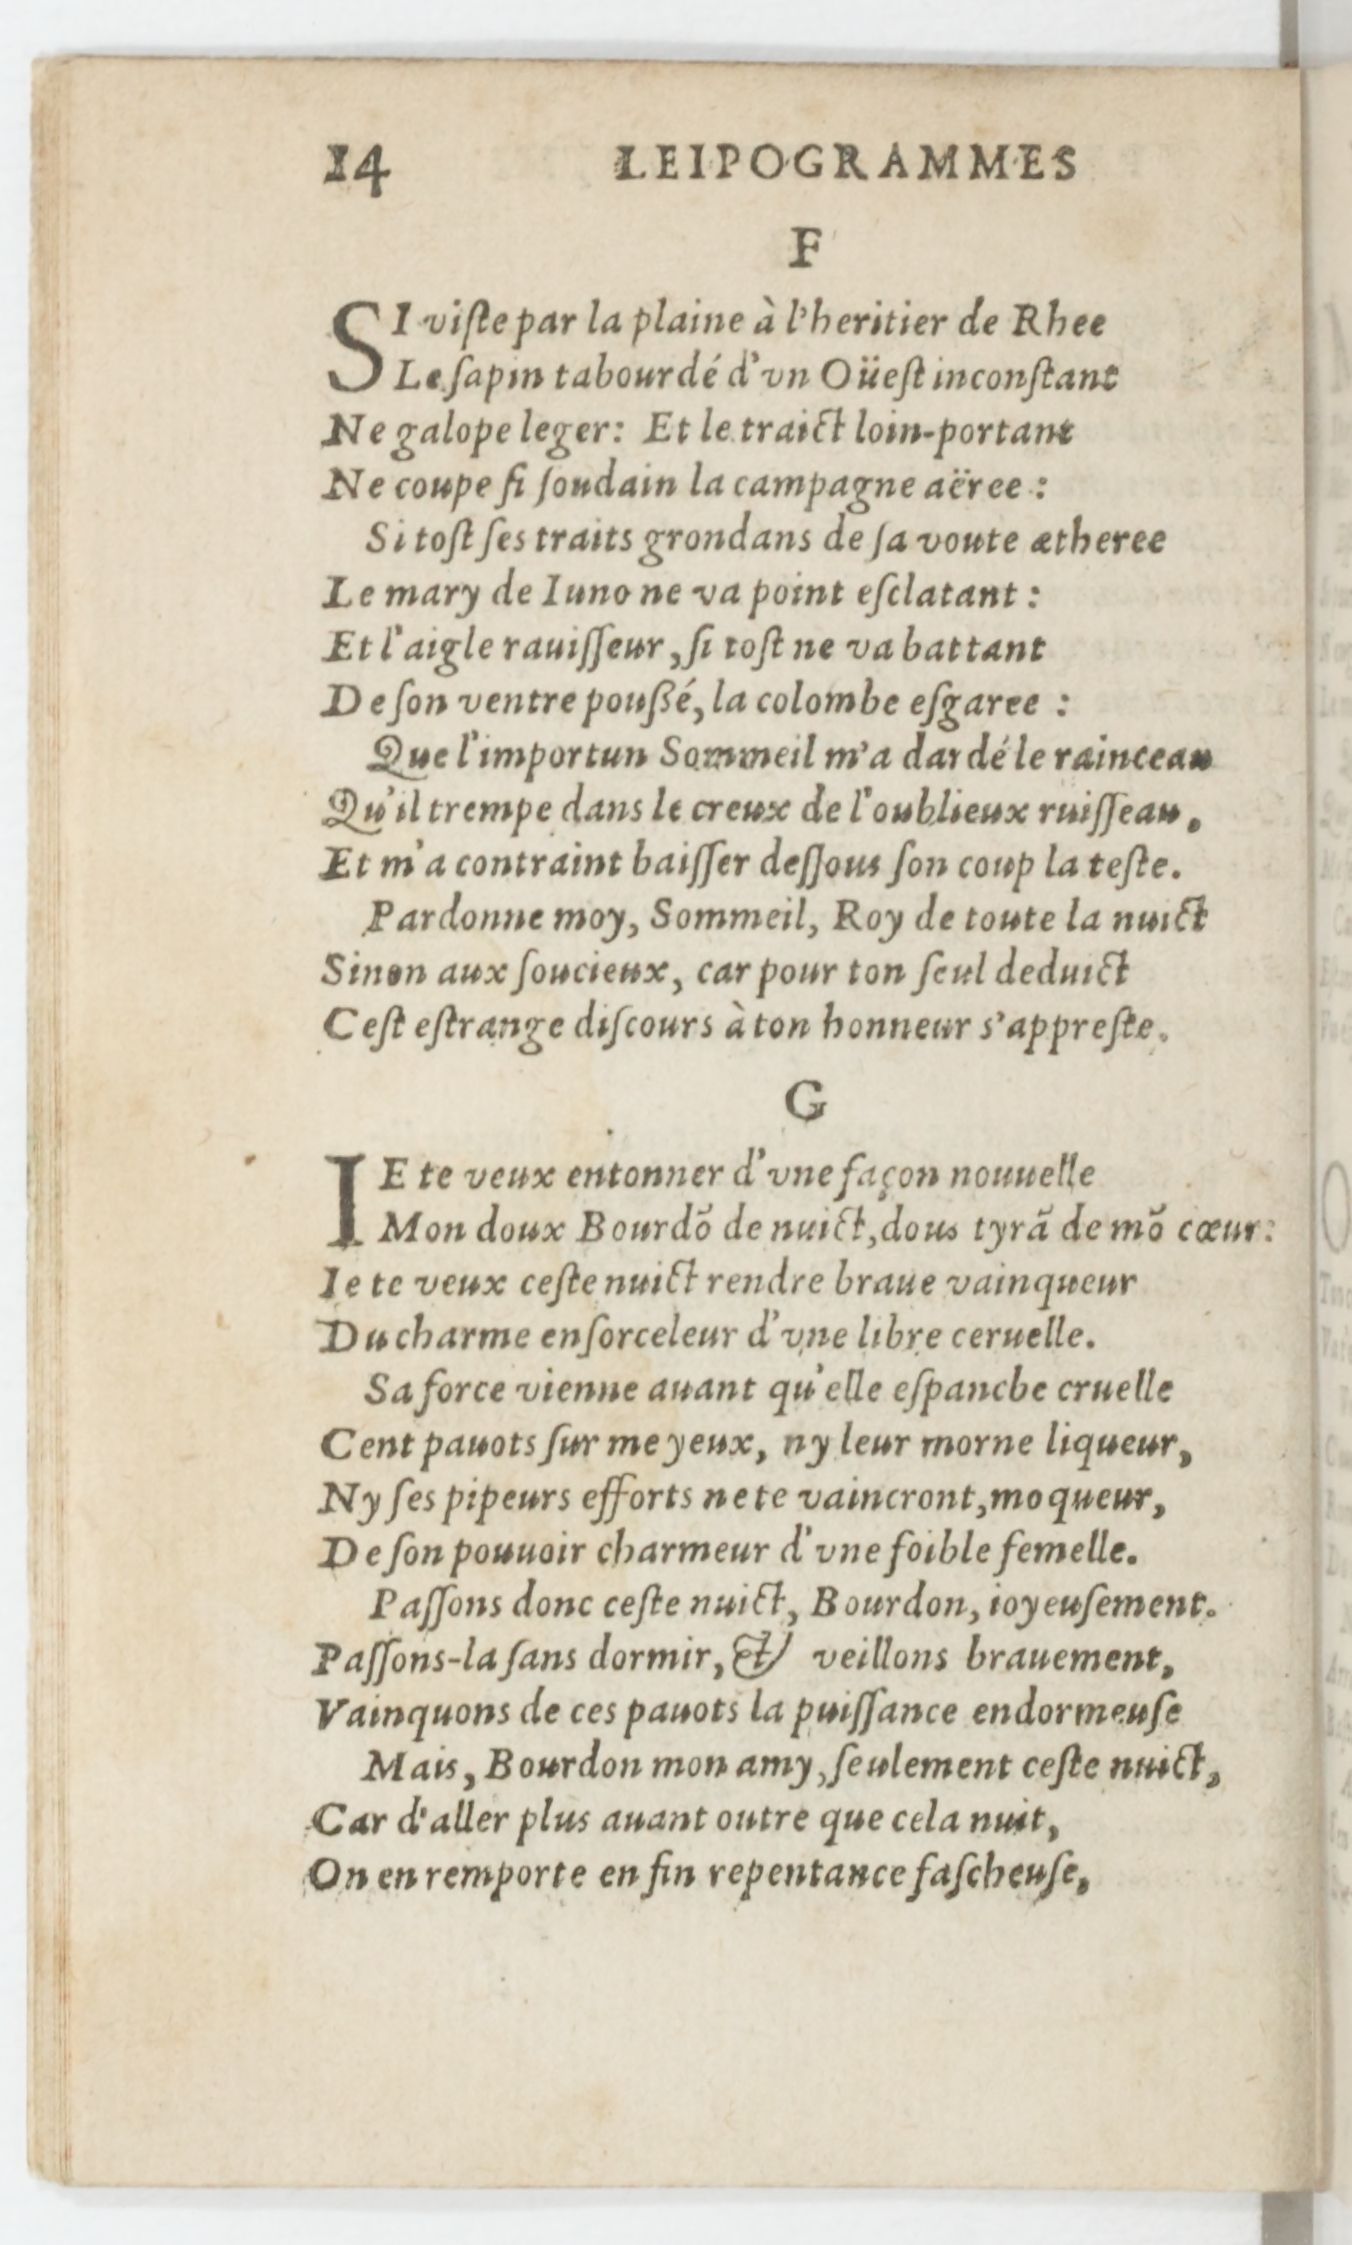 14 LEIPOGRAMMES
F
SI viſte par la plaine à l'heritier de Rhee
Le ſapin tabourdé d'vn Oüeſt inconſtant
Ne galope leger: Et le traict loin-portant
Ne coupe ſi ſoudain la campagne aëree :
Si toſt ſes traits grondans de ſa voute ætheree
Le mary de Iuno ne va point eſclatant :
Et l'aigle rauiſſeur, ſi toſt ne va battant
De ſon ventre poußé, la colombe eſgaree :
Que l'importun Sommeil m'a dardé le rainceau
Qu'il trempe dans le creux de l'oublieux ruiſſeau,
Et m'a contraint baiſſer deſſous ſon coup la teſte.
Pardonne moy, Sommeil, Roy de toute la nuict
Sinon aux ſoucieux, car pour ton ſeul deduict
Ceſt eſtrange diſcours à ton honneur s'appreſte.
G
IE te veux entonner d'vne façon nouuelle
Mon doux Bourdõ de nuict, dous tyrã de mõ cœur:
Ie te veux ceſte nuict rendre braue vainqueur
Du charme enſorceleur d'vne libre ceruelle.
Sa force vienne auant qu'elle eſpanche cruelle
Cent pauots ſur me yeux, ny leur morne liqueur,
Ny ſes pipeurs efforts ne te vaincront, moqueur,
De ſon pouuoir charmeur d'vne foible femelle.
Paſſons donc ceſte nuict, Bourdon, ioyeuſement.
Paſſons-la ſans dormir, & veillons brauement,
Vainquons de ces pauots la puiſſance endormeuſe
Mais, Bourdon mon amy, ſeulement ceſte nuict,
Car d'aller plus auant outre que cela nuit,
On en remporte en fin repentance faſcheuſe,